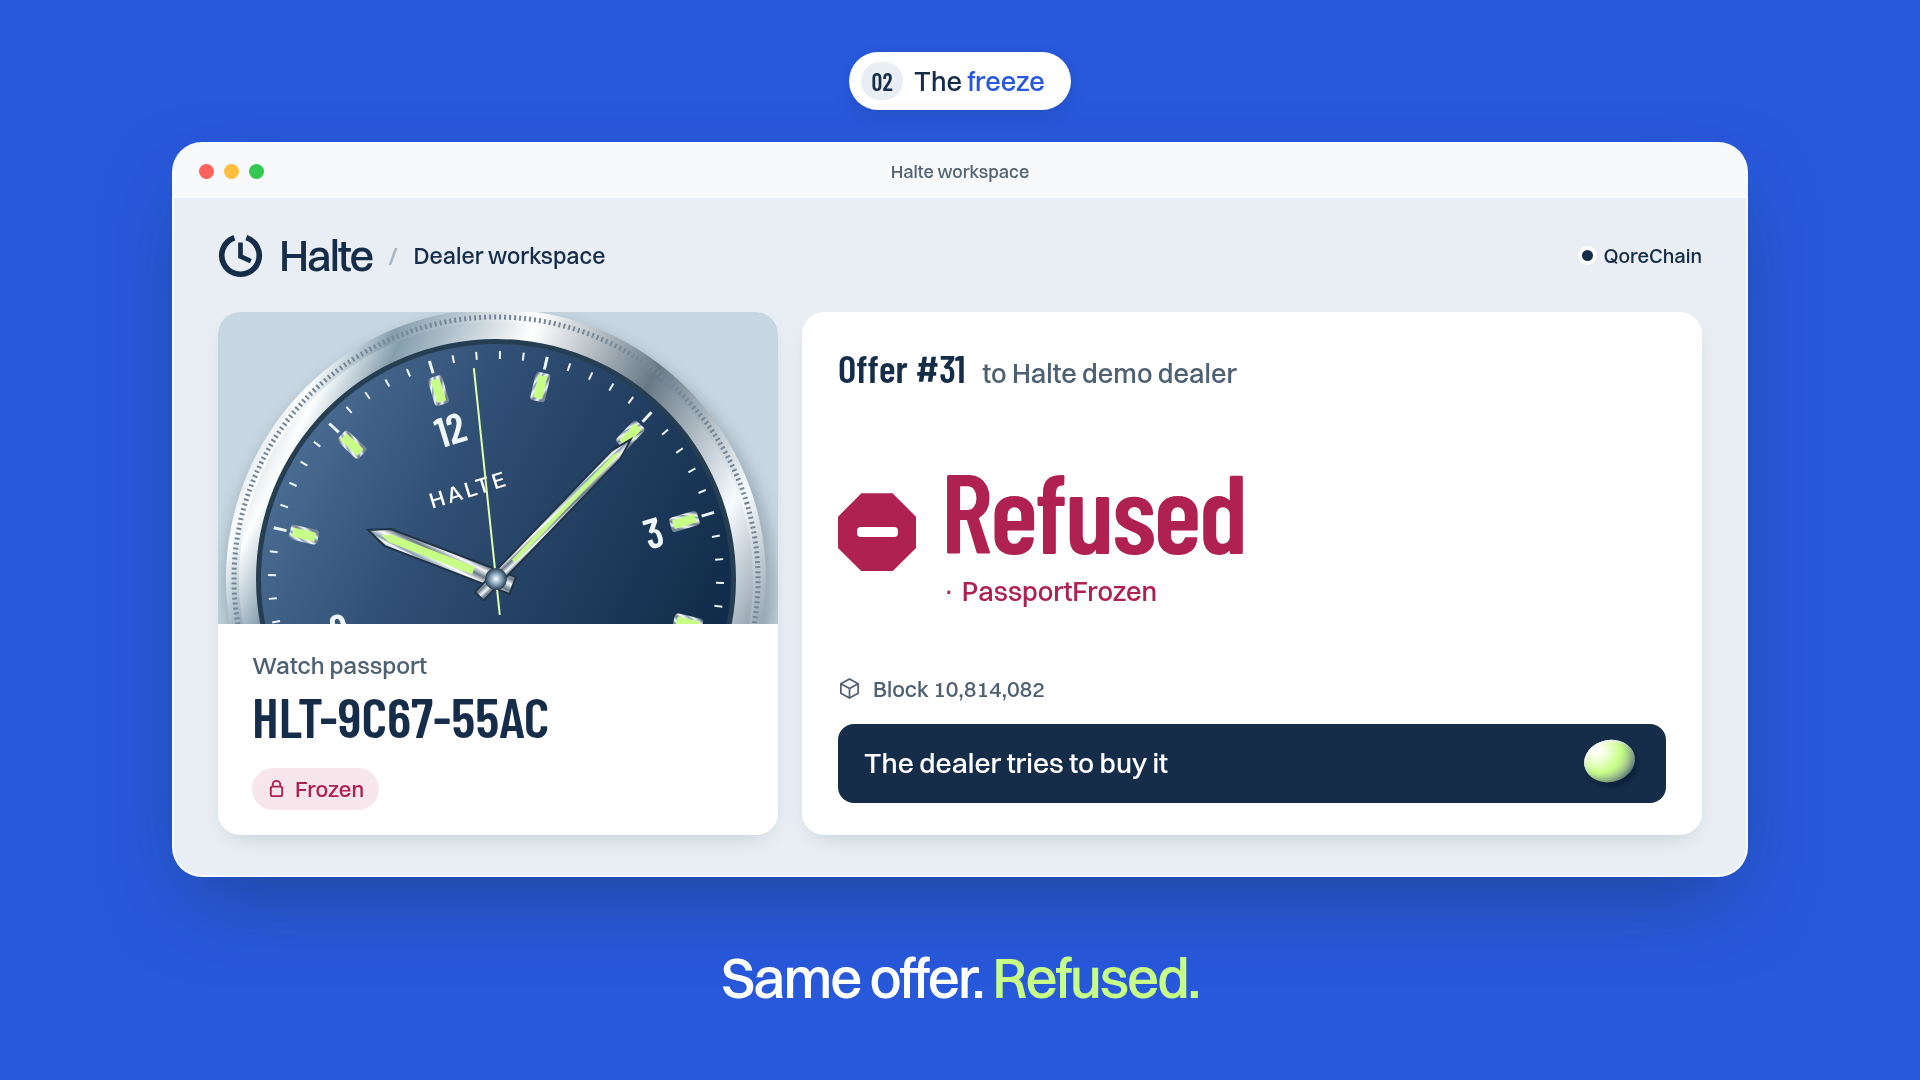 02 The freeze
Halte workspace
Halte / Dealer workspace
QoreChain
12
HALTE
3
9
Watch passport
HLT-9C67-55AC
Frozen
Offer #31 to Halte demo dealer
Refused
· PassportFrozen
Block 10,814,082
The dealer tries to buy it
Same offer. Refused.